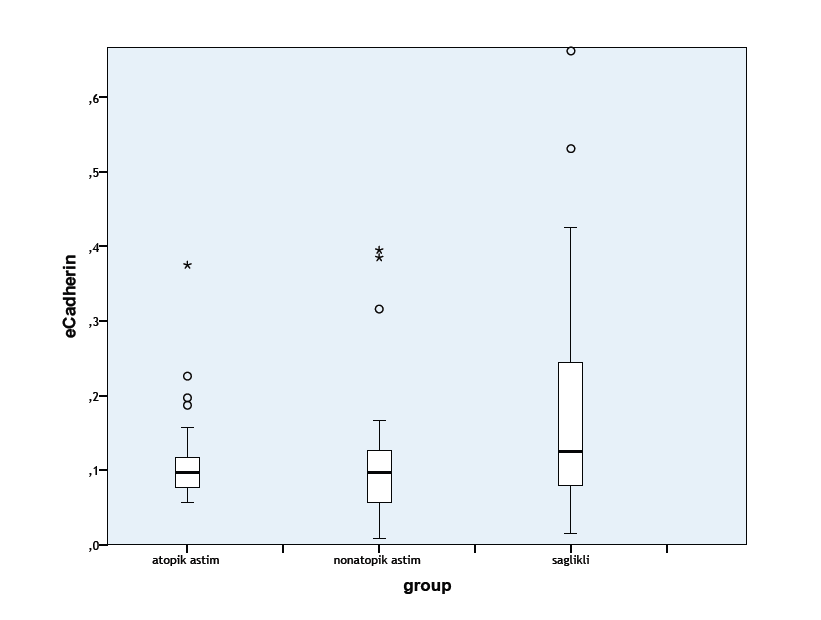 eCadherin
,6
,5
,4
,3
,2
,1
,0
atopik astim
nonatopik astim
saglikli
group